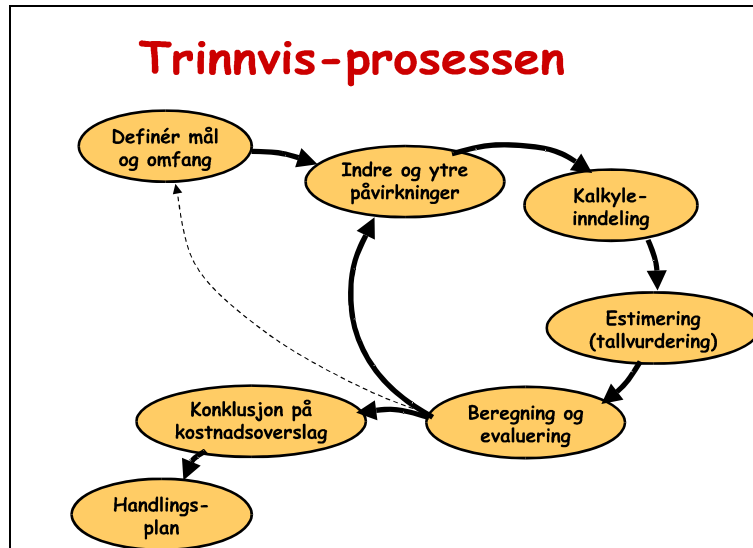 Trinnvis-prosessen
Definér mål
og omfang
Indre og ytre
påvirkninger
Kalkyle-
inndeling
Estimering
(tallvurdering)
Beregning og
evaluering
Konklusjon på
kostnadsoverslag
Handlings-
plan